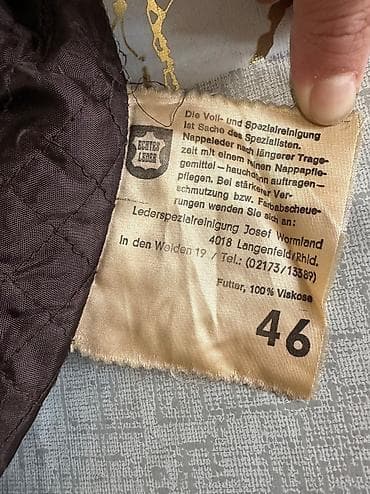 Die Voll- und Spezialreinigung
ist Sache des Spezialisten.
Nappaleder nach längerer Trage-
zeit mit einem reinen Nappapfle-
gemittel – hauchdünn auftragen –
pflegen. Bei stärkerer Ver-
schmutzung bzw. Farbabscheue-
rungen wenden Sie sich an:
Lederspezialreinigung Josef Wormland
4018 Langenfeld/Rhld.
In den Weiden 19 / Tel.: (02173/13389)
Futter, 100% Viskose
46
ECHTES
LEDER